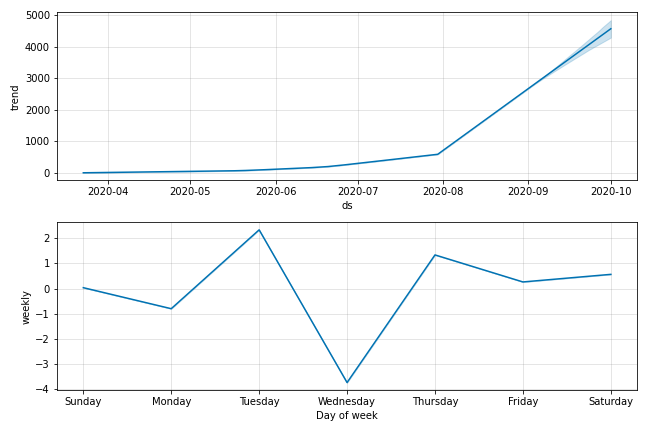 5000
4000
3000
2000
1000
0
trend
2020-04 2020-05 2020-06 2020-07 2020-08 2020-09 2020-10
ds
2
1
0
−1
−2
−3
−4
weekly
Sunday Monday Tuesday Wednesday Thursday Friday Saturday
Day of week